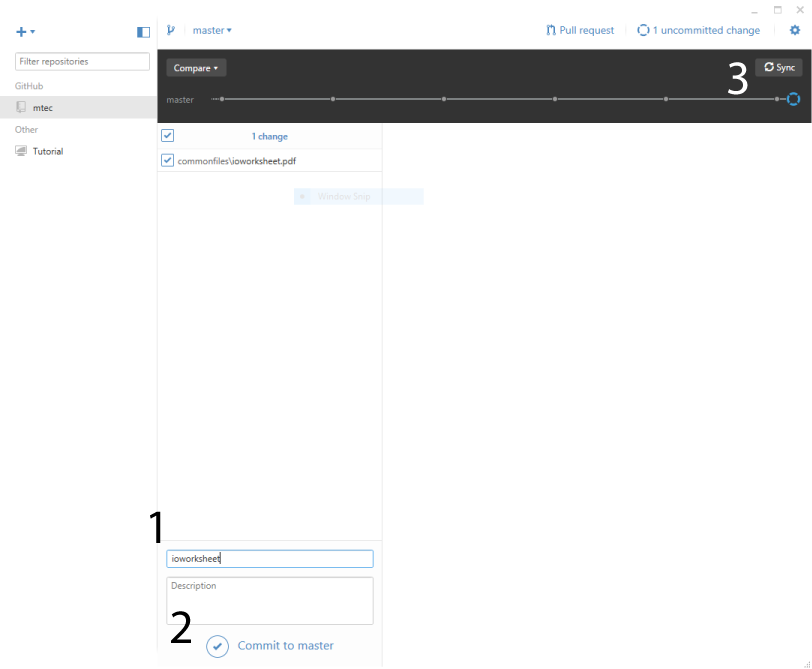 master
Pull request
1 uncommitted change
Filter repositories
GitHub
mtec
Other
Tutorial
Compare
3
Sync
master
1 change
commonfiles\ioworksheet.pdf
Window Snip
1
ioworksheet
Description
2
Commit to master